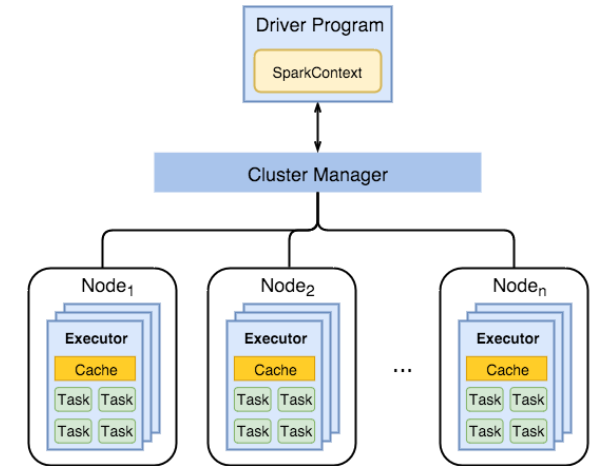 Driver Program
SparkContext
Cluster Manager
Node1 Node2 Noden
Executor Executor Executor
Cache Cache ... Cache
Task Task Task Task Task Task
Task Task Task Task Task Task